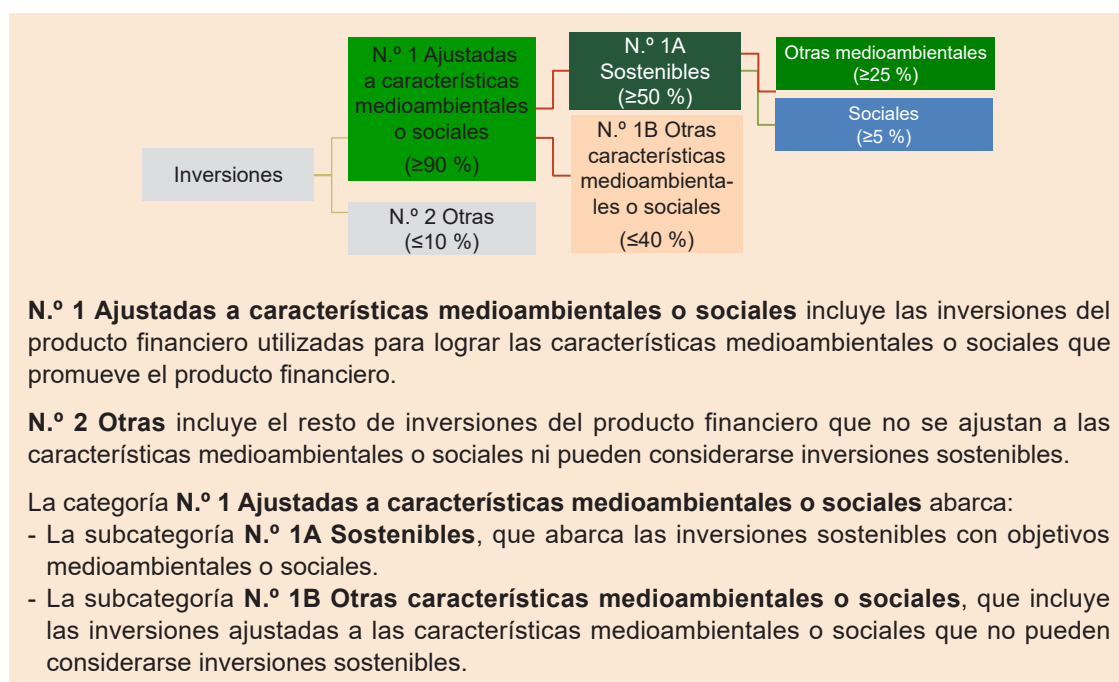 N.º 1 Ajustadas
a características
medioambientales
o sociales
(≥90 %)
N.º 1A
Sostenibles
(≥50 %)
Otras medioambientales
(≥25 %)
Sociales
(≥5 %)
N.º 1B Otras
características
medioambienta-
les o sociales
(≤40 %)
Inversiones
N.º 2 Otras
(≤10 %)
N.º 1 Ajustadas a características medioambientales o sociales incluye las inversiones del
producto financiero utilizadas para lograr las características medioambientales o sociales que
promueve el producto financiero.
N.º 2 Otras incluye el resto de inversiones del producto financiero que no se ajustan a las
características medioambientales o sociales ni pueden considerarse inversiones sostenibles.
La categoría N.º 1 Ajustadas a características medioambientales o sociales abarca:
- La subcategoría N.º 1A Sostenibles, que abarca las inversiones sostenibles con objetivos
medioambientales o sociales.
- La subcategoría N.º 1B Otras características medioambientales o sociales, que incluye
las inversiones ajustadas a las características medioambientales o sociales que no pueden
considerarse inversiones sostenibles.